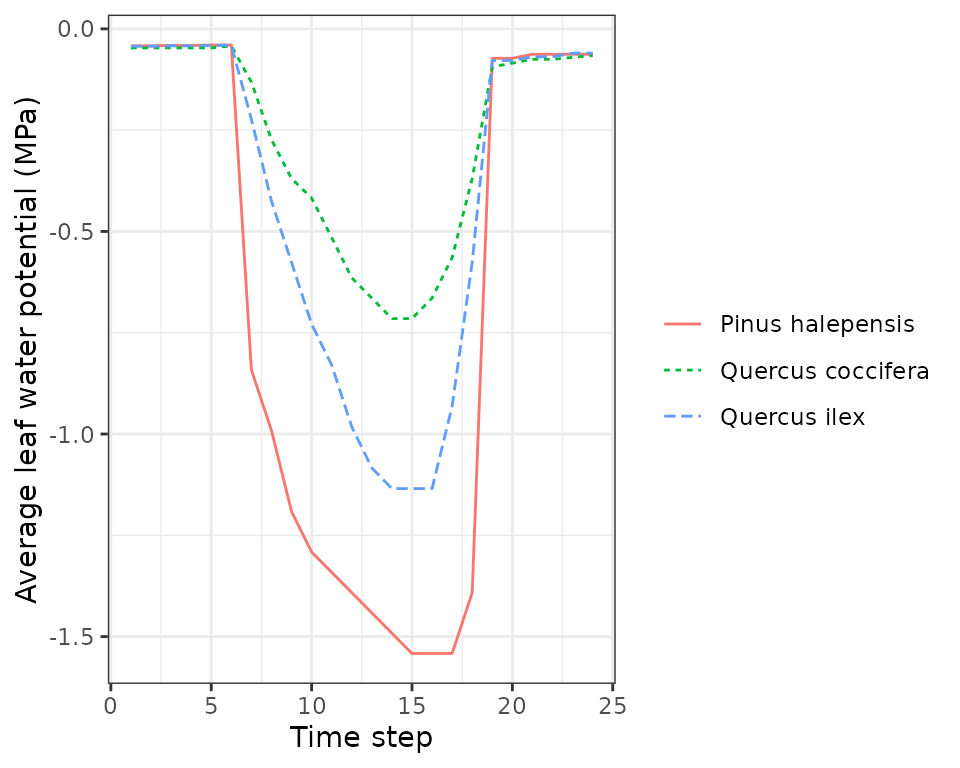 Average leaf water potential (MPa)
0.0
-0.5
-1.0
-1.5
0 5 10 15 20 25
Time step
Pinus halepensis
Quercus coccifera
Quercus ilex